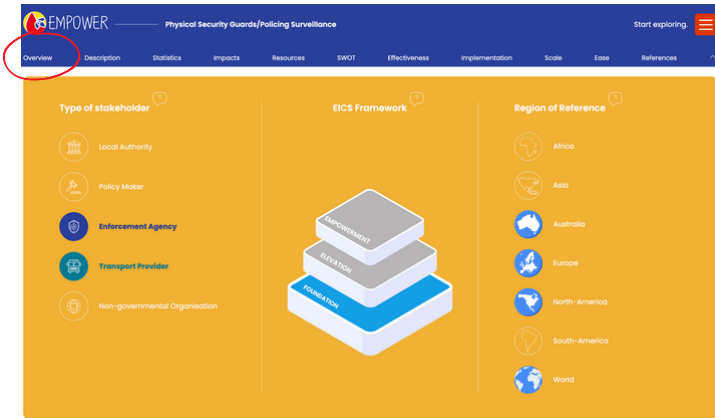 EMPOWER
Physical Security Guards/Policing Surveillance
Start exploring.
Overview Description Statistics Impacts Resources SWOT Effectiveness Implementation Scale Ease References
Type of stakeholder ?
Local Authority
Policy Maker
Enforcement Agency
Transport Provider
Non-governmental Organisation
EICS Framework ?
EMPOWERMENT
ELEVATION
FOUNDATION
Region of Reference ?
Africa
Asia
Australia
Europe
North-America
South-America
World